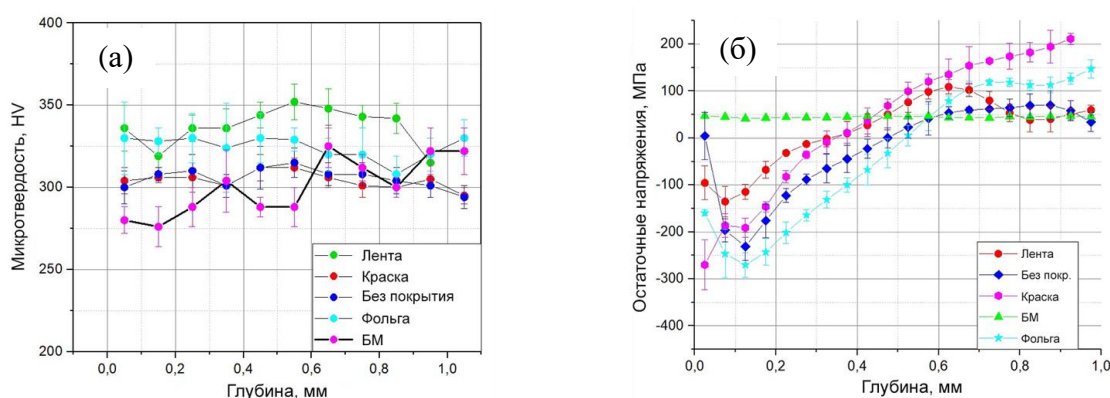 (а)
400
350
300
250
200
Микротвердость, HV
0,0 0,2 0,4 0,6 0,8 1,0
Глубина, мм
Лента
Краска
Без покрытия
Фольга
БМ
(б)
200
100
0
-100
-200
-300
-400
Остаточные напряжения, МПа
0,0 0,2 0,4 0,6 0,8 1,0
Глубина, мм
Лента
Без покр.
Краска
БМ
Фольга